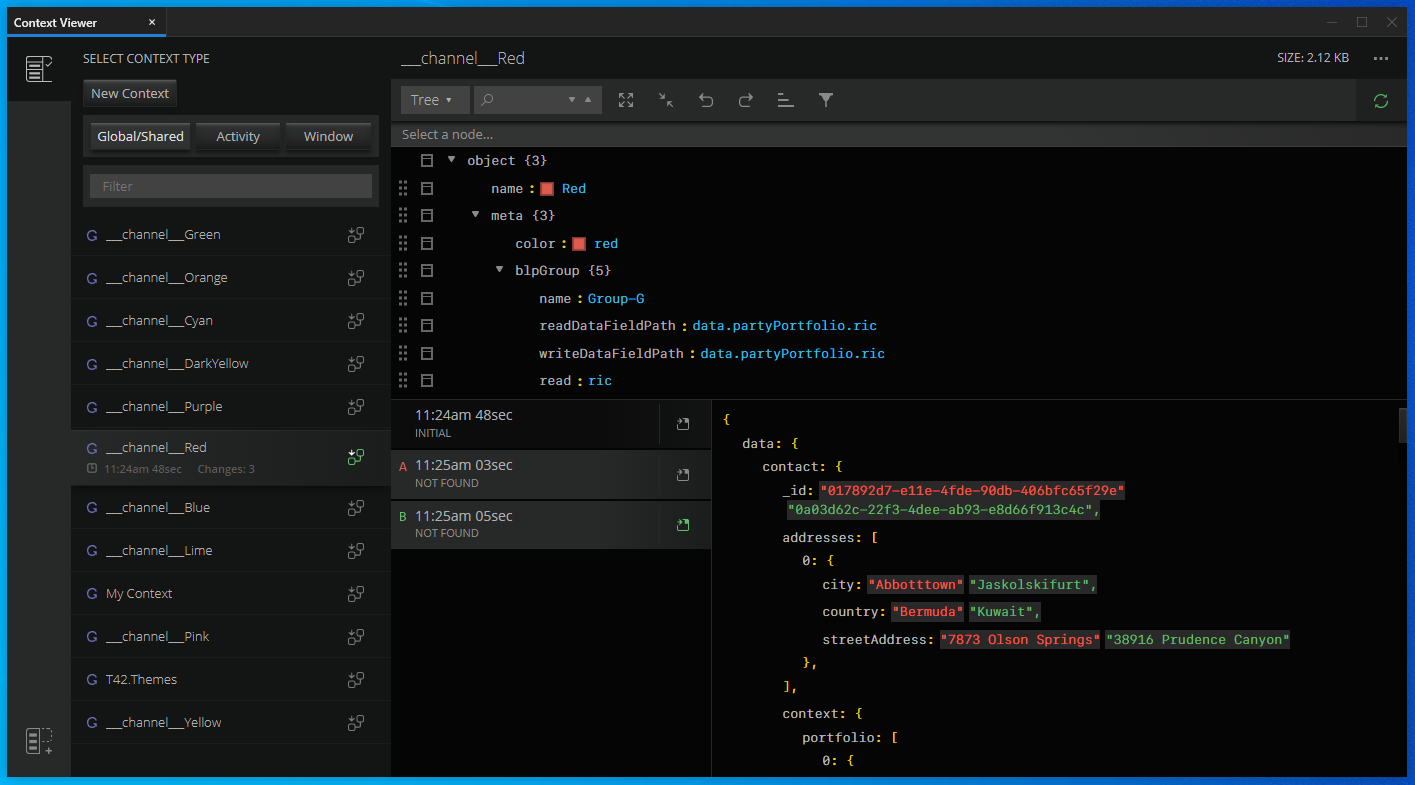 Context Viewer ×
SELECT CONTEXT TYPE
New Context
Global/Shared Activity Window
Filter
G ___channel___Green
G ___channel___Orange
G ___channel___Cyan
G ___channel___DarkYellow
G ___channel___Purple
G ___channel___Red
11:24am 48sec Changes: 3
G ___channel___Blue
G ___channel___Lime
G My Context
G ___channel___Pink
G T42.Themes
G ___channel___Yellow
___channel___Red
SIZE: 2.12 KB
Tree
Select a node...
object {3}
name : Red
meta {3}
color : red
blpGroup {5}
name : Group-G
readDataFieldPath : data.partyPortfolio.ric
writeDataFieldPath : data.partyPortfolio.ric
read : ric
11:24am 48sec
INITIAL
A 11:25am 03sec
NOT FOUND
B 11:25am 05sec
NOT FOUND
{
data: {
contact: {
_id: "017892d7-e11e-4fde-90db-406bfc65f29e"
"0a03d62c-22f3-4dee-ab93-e8d66f913c4c",
addresses: [
0: {
city: "Abbotttown" "Jaskolskifurt",
country: "Bermuda" "Kuwait",
streetAddress: "7873 Olson Springs" "38916 Prudence Canyon"
},
],
context: {
portfolio: [
0: {